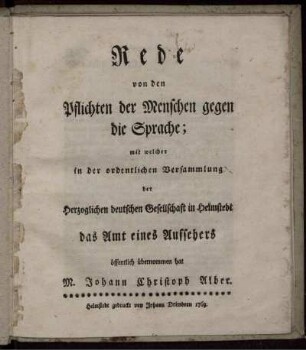 Rede
von den
Pflichten der Menschen gegen
die Sprache;
mit welcher
in der ordentlichen Versammlung
der
Herzoglichen deutschen Gesellschaft in Helmstedt
das Amt eines Aufsehers
öffentlich übernommen hat
M. Johann Christoph Alber.
Helmstedt gedruckt von Johann Drimborn 1769.